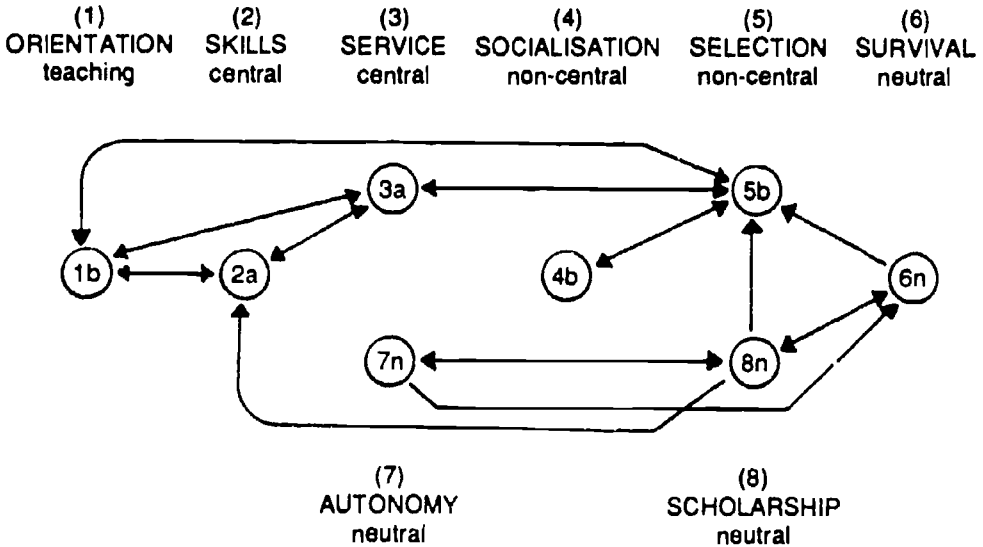 (1) (2) (3) (4) (5) (6)
ORIENTATION SKILLS SERVICE SOCIALISATION SELECTION SURVIVAL
teaching central central non-central non-central neutral
3a 5b
1b 2a 4b 6n
7n 8n
(7) (8)
AUTONOMY SCHOLARSHIP
neutral neutral